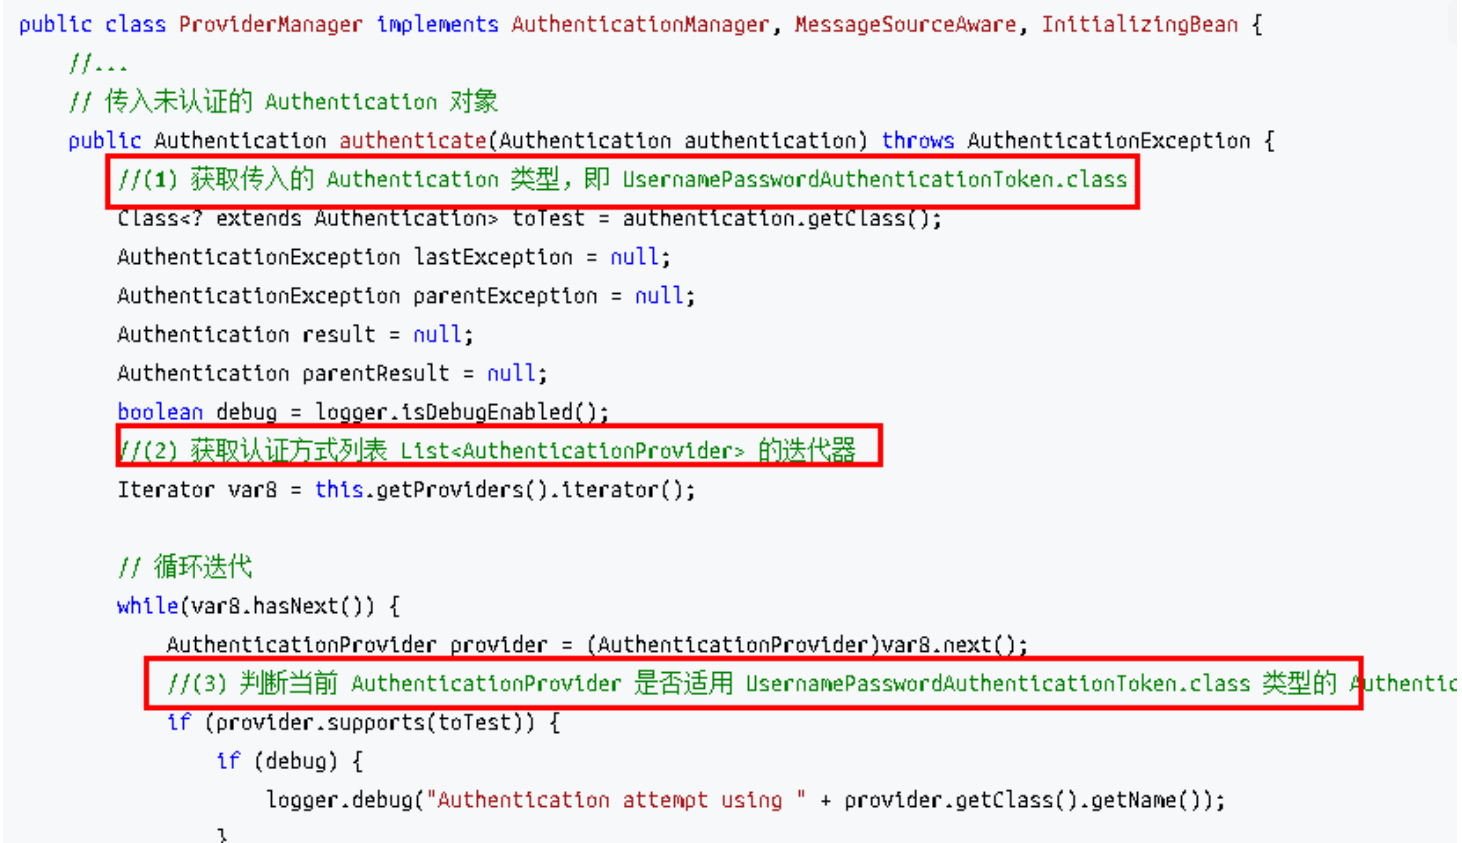 public class ProviderManager implements AuthenticationManager, MessageSourceAware, InitializingBean {
//...
// 传入未认证的 Authentication 对象
public Authentication authenticate(Authentication authentication) throws AuthenticationException {
//(1) 获取传入的 Authentication 类型，即 UsernamePasswordAuthenticationToken.class
Class<? extends Authentication> toTest = authentication.getClass();
AuthenticationException lastException = null;
AuthenticationException parentException = null;
Authentication result = null;
Authentication parentResult = null;
boolean debug = logger.isDebugEnabled();
//(2) 获取认证方式列表 List<AuthenticationProvider> 的迭代器
Iterator var8 = this.getProviders().iterator();
// 循环迭代
while(var8.hasNext()) {
AuthenticationProvider provider = (AuthenticationProvider)var8.next();
//(3) 判断当前 AuthenticationProvider 是否适用 UsernamePasswordAuthenticationToken.class 类型的 Authentic
if (provider.supports(toTest)) {
if (debug) {
logger.debug("Authentication attempt using " + provider.getClass().getName());
}